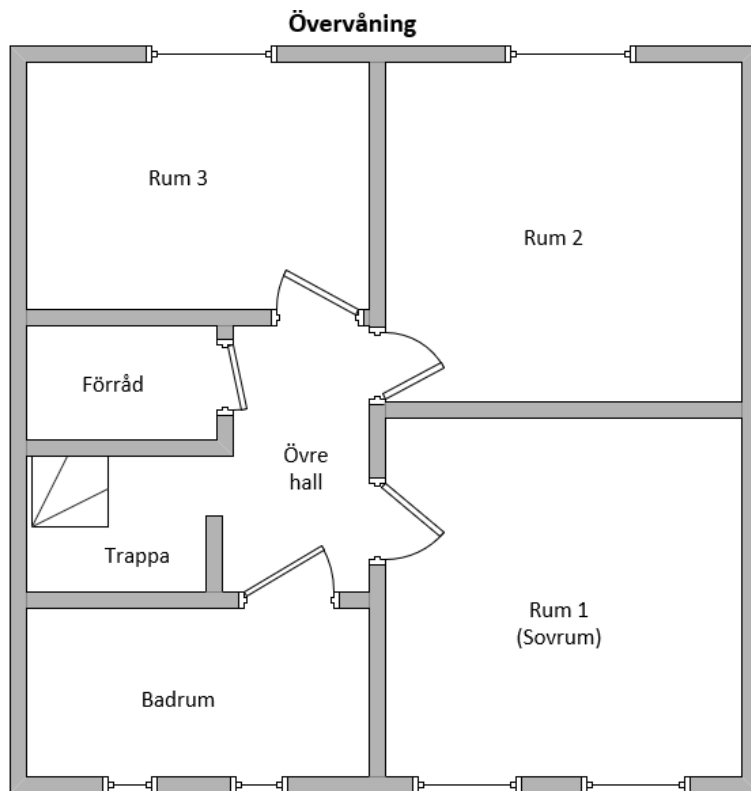 Övervåning
Rum 3
Rum 2
Förråd
Övre
hall
Trappa
Rum 1
(Sovrum)
Badrum